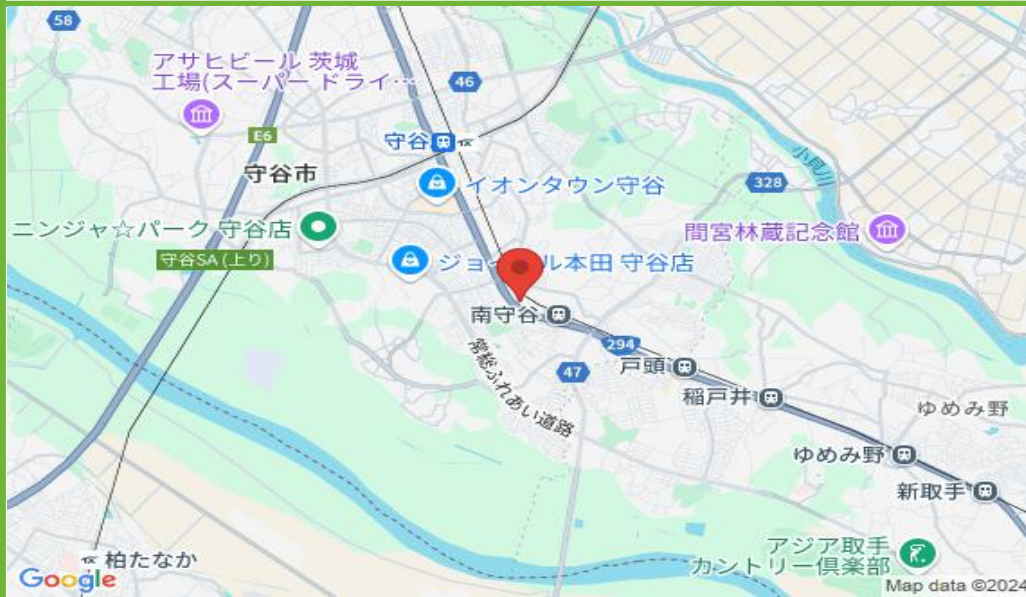 58
アサヒビール 茨城
工場(スーパードライ…
46
E6
守谷
守谷市
イオンタウン守谷
328
小貝川
ニンジャ☆パーク 守谷店
間宮林蔵記念館
守谷SA(上り)
ル本田 守谷店
南守谷
294
常総ふれあい道路
47
戸頭
稲戸井
ゆめみ野
ゆめみ野
新取手
柏たなか
アジア取手
カントリー倶楽部
Google
Map data ©2024